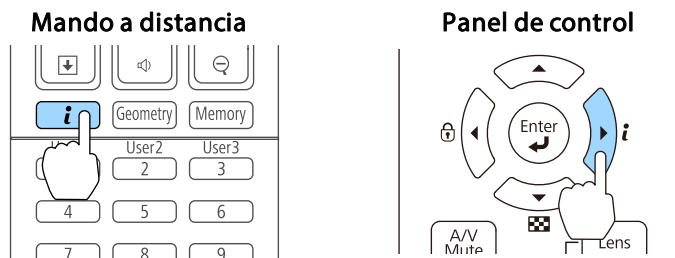 Mando a distancia
Panel de control
i
Geometry
Memory
User2
User3
2
3
4
5
6
7
8
9
Enter
i
A/V
Mute
Lens